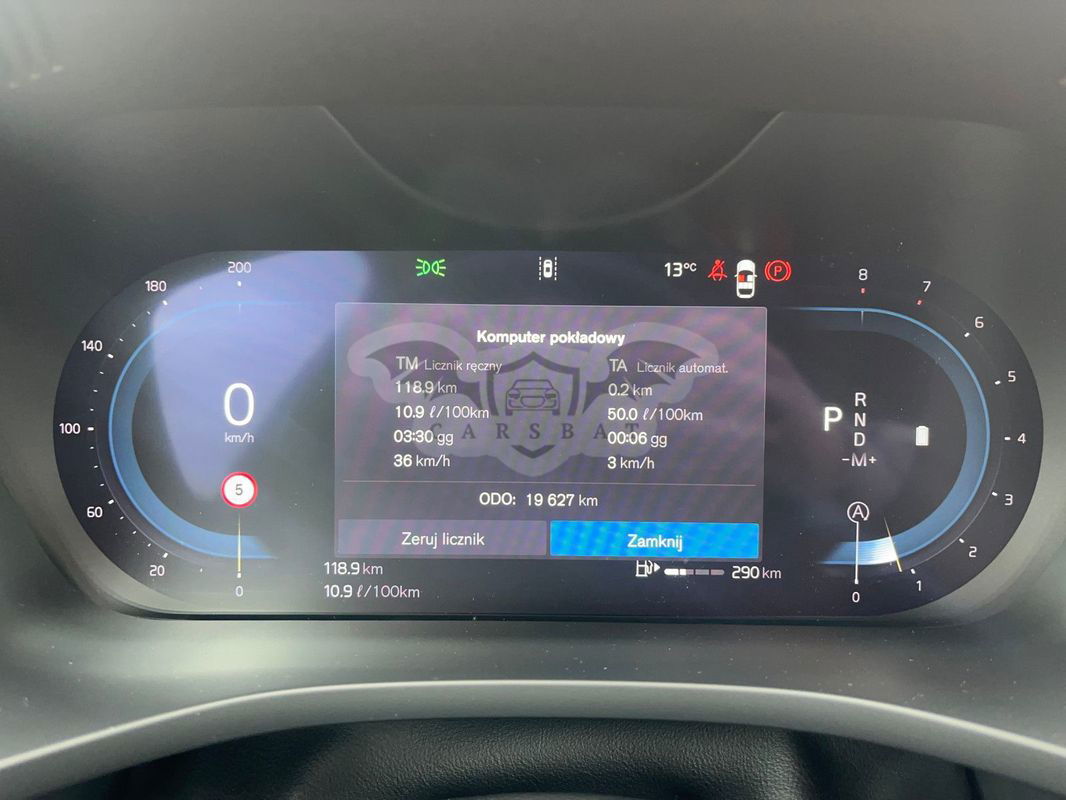 200
180
140
100
60
20
0
0
km/h
5
13°C
P
Komputer pokładowy
TM Licznik ręczny
118.9 km
10.9 ℓ/100km
03:30 gg
36 km/h
TA Licznik automat.
0.2 km
50.0 ℓ/100km
00:06 gg
3 km/h
CARSBAT
ODO: 19 627 km
Zeruj licznik
Zamknij
118.9 km
10.9 ℓ/100km
290 km
8
7
6
5
4
3
2
1
0
P
R
N
D
-M+
A